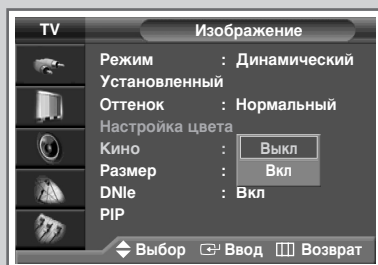 TV Изображение
Режим : Динамический
Установленный
Оттенок : Нормальный
Настройка цвета
Кино : Выкл
Размер : Вкл
DNIe : Вкл
PIP
Выбор Ввод Возврат